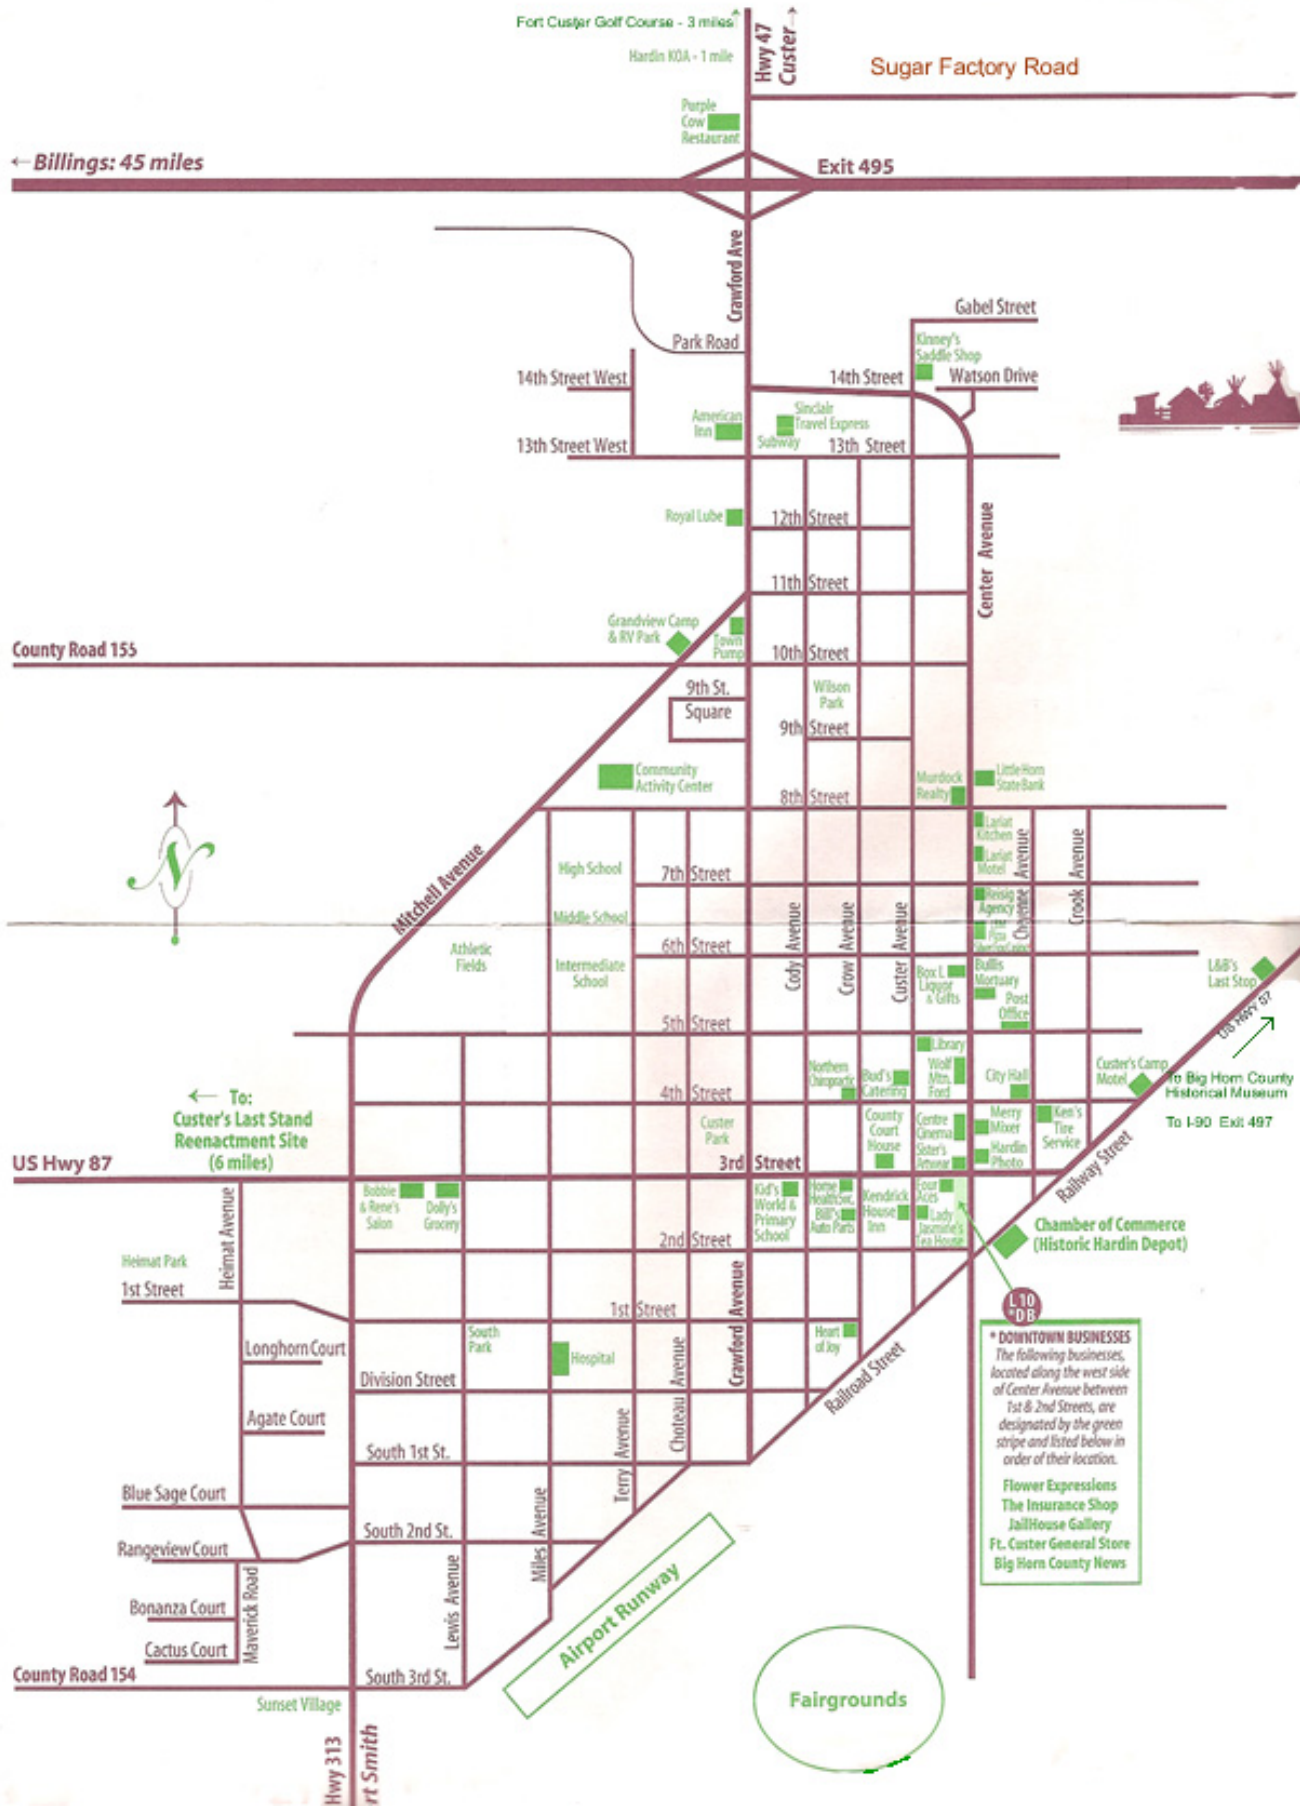 Fort Custer Golf Course - 3 miles
Hardin KOA - 1 mile
Hwy 47
Custer →
Sugar Factory Road
Purple
Cow
Restaurant
← Billings: 45 miles
Exit 495
Crawford Ave
Gabel Street
Park Road
Kinney's
Saddle Shop
14th Street West
14th Street
Watson Drive
American
Inn
Sinclair
Travel Express
Subway
13th Street West
13th Street
Royal Lube
12th Street
Center Avenue
11th Street
Grandview Camp
& RV Park
Town
Pump
County Road 155
10th Street
9th St.
Square
Wilson
Park
9th Street
Community
Activity Center
Murdock
Realty
Little Horn
State Bank
8th Street
Lariat
Kitchen
Lariat
Motel
N
Mitchell Avenue
High School
7th Street
Cheyenne Avenue
Crook Avenue
Reisig
Agency
Middle School
Cody Avenue
Crow Avenue
Custer Avenue
Pizza
Athletic
Fields
6th Street
Intermediate
School
Box L
Liquor
& Gifts
Bullis
Mortuary
Post
Office
L&B's
Last Stop
5th Street
US HWY 87
Library
Northern
Chiropractic
Bud's
Catering
Wolf
Mtn.
Ford
City Hall
Custer's Camp
Motel
To Big Horn County
Historical Museum
To I-90 Exit 497
4th Street
← To:
Custer's Last Stand
Reenactment Site
(6 miles)
Custer
Park
County
Court
House
Centre
Cinema
Sister's
Artwear
Merry
Mixer
Ken's
Tire
Service
Hardin
Photo
US Hwy 87
3rd Street
Railway Street
Bobbie
& Rene's
Salon
Dolly's
Grocery
Kid's
World &
Primary
School
Home
Health Svc.
Bill's
Auto Parts
Kendrick
House
Inn
Four
Aces
Lady
Jasmine's
Tea House
Heimat Avenue
2nd Street
Chamber of Commerce
(Historic Hardin Depot)
Heimat Park
1st Street
1st Street
L10
*DB
South
Park
Hospital
Heart
of Joy
Longhorn Court
Division Street
Choteau Avenue
Crawford Avenue
Railroad Street
* DOWNTOWN BUSINESSES
The following businesses,
located along the west side
of Center Avenue between
1st & 2nd Streets, are
designated by the green
stripe and listed below in
order of their location.
Flower Expressions
The Insurance Shop
JailHouse Gallery
Ft. Custer General Store
Big Horn County News
Agate Court
South 1st St.
Terry Avenue
Blue Sage Court
Miles Avenue
South 2nd St.
Rangeview Court
Lewis Avenue
Maverick Road
Bonanza Court
Cactus Court
Airport Runway
County Road 154
South 3rd St.
Sunset Village
Fairgrounds
Hwy 313
rt Smith